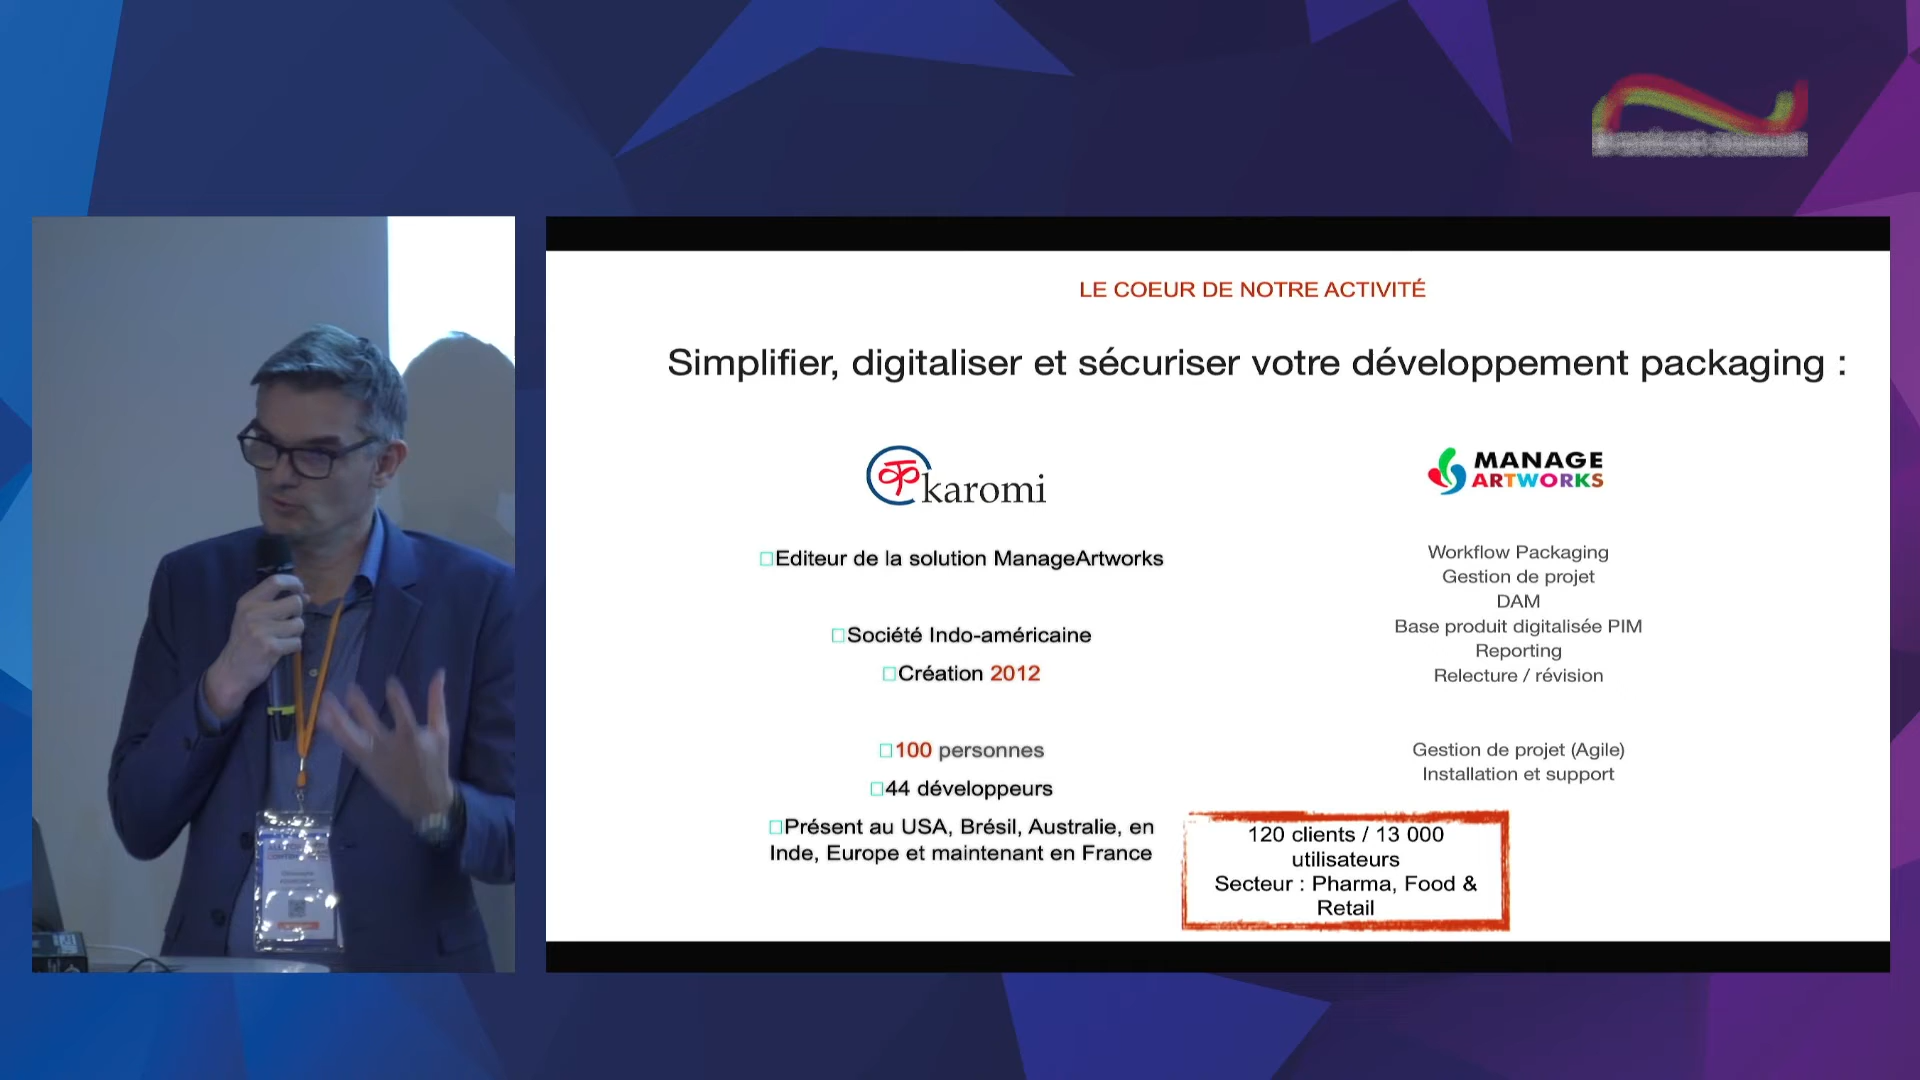 LE COEUR DE NOTRE ACTIVITÉ
Simplifier, digitaliser et sécuriser votre développement packaging :
karomi
Editeur de la solution ManageArtworks
Société Indo-américaine
Création 2012
100 personnes
44 développeurs
Présent au USA, Brésil, Australie, en
Inde, Europe et maintenant en France
MANAGE
ARTWORKS
Workflow Packaging
Gestion de projet
DAM
Base produit digitalisée PIM
Reporting
Relecture / révision
Gestion de projet (Agile)
Installation et support
120 clients / 13 000
utilisateurs
Secteur : Pharma, Food &
Retail